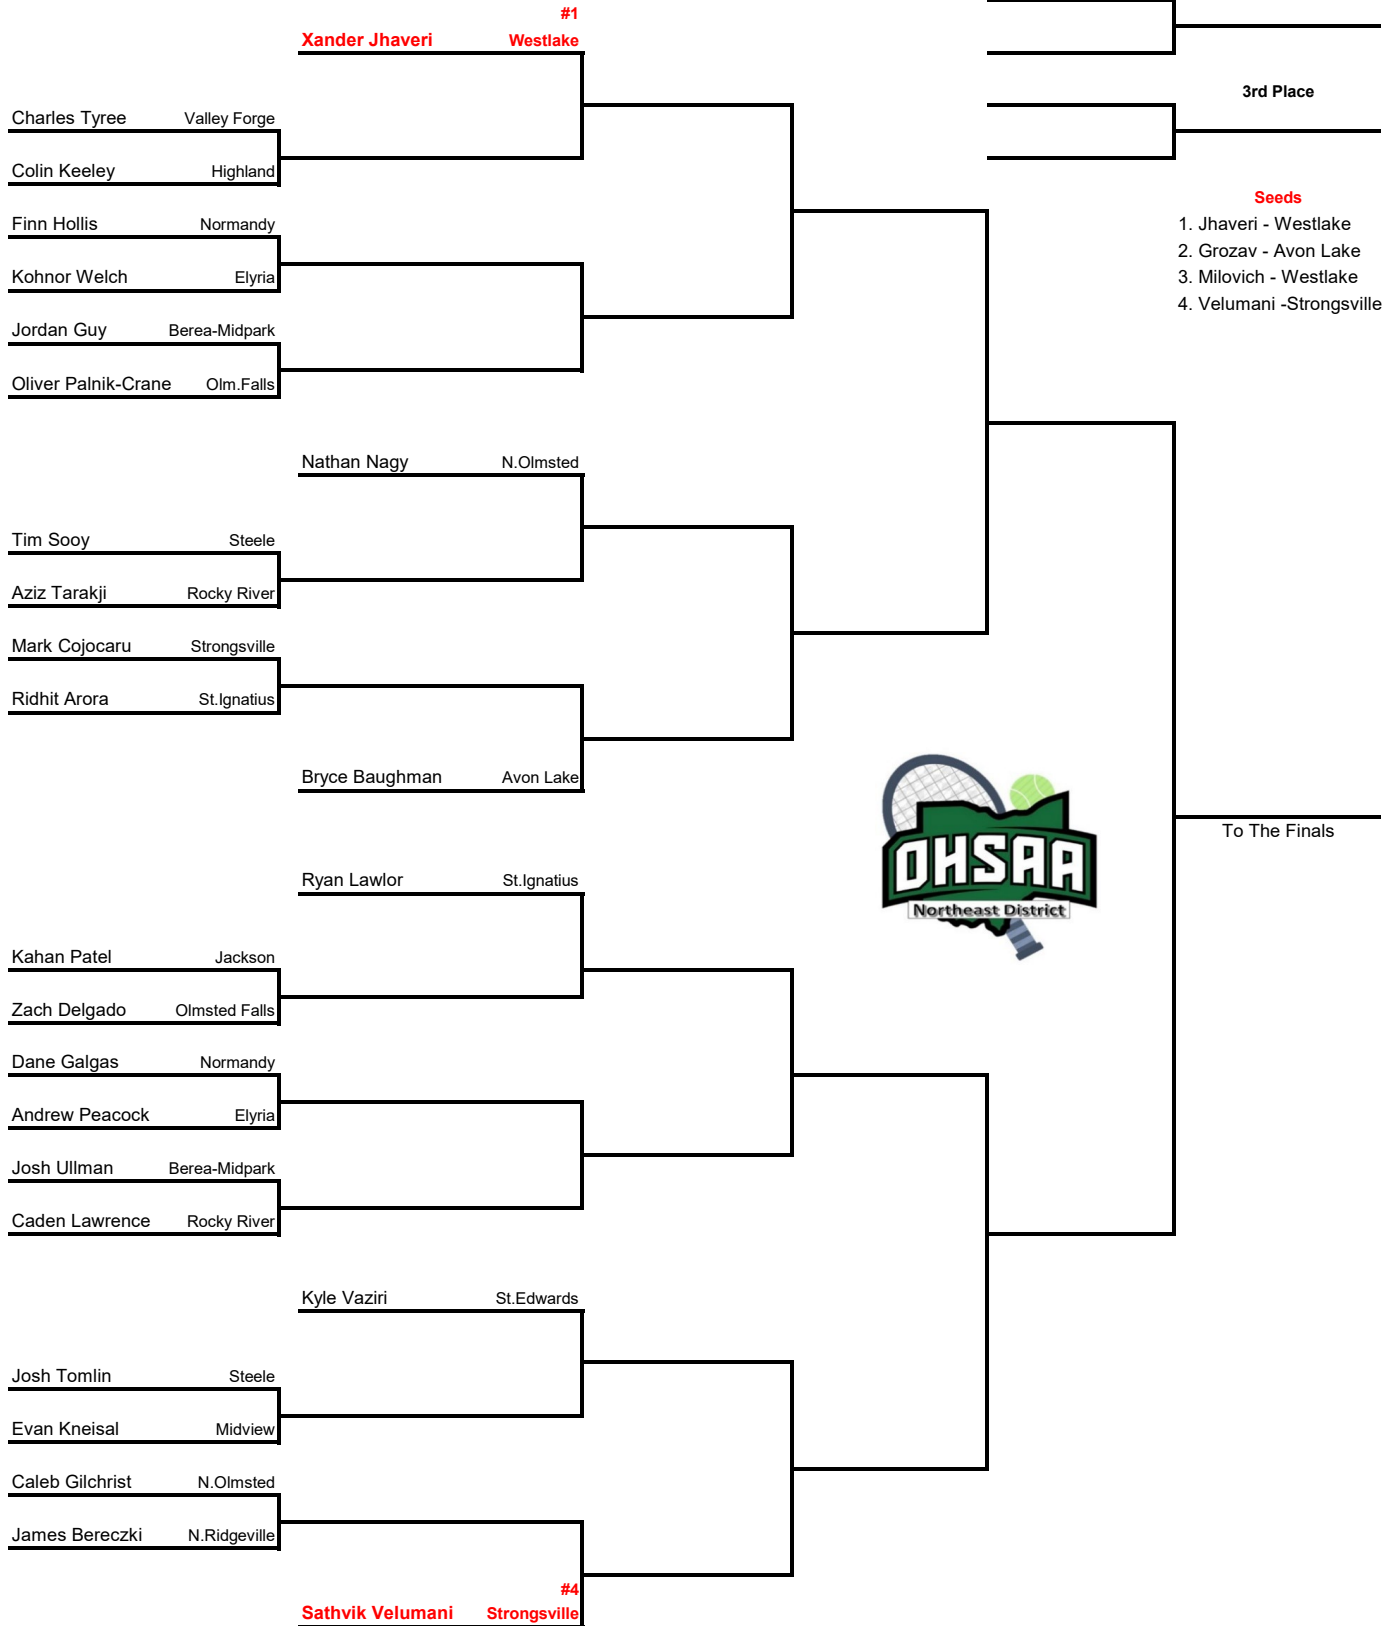 #1
Xander Jhaveri Westlake
3rd Place
Charles Tyree Valley Forge
Colin Keeley Highland
Seeds
Finn Hollis Normandy
1. Jhaveri - Westlake
2. Grozav - Avon Lake
Kohnor Welch Elyria
3. Milovich - Westlake
4. Velumani -Strongsville
Jordan Guy Berea-Midpark
Oliver Palnik-Crane Olm.Falls
Nathan Nagy N.Olmsted
Tim Sooy Steele
Aziz Tarakji Rocky River
Mark Cojocaru Strongsville
Ridhit Arora St.Ignatius
Bryce Baughman Avon Lake
To The Finals
OHSAA
Northeast District
Ryan Lawlor St.Ignatius
Kahan Patel Jackson
Zach Delgado Olmsted Falls
Dane Galgas Normandy
Andrew Peacock Elyria
Josh Ullman Berea-Midpark
Caden Lawrence Rocky River
Kyle Vaziri St.Edwards
Josh Tomlin Steele
Evan Kneisal Midview
Caleb Gilchrist N.Olmsted
James Bereczki N.Ridgeville
#4
Sathvik Velumani Strongsville